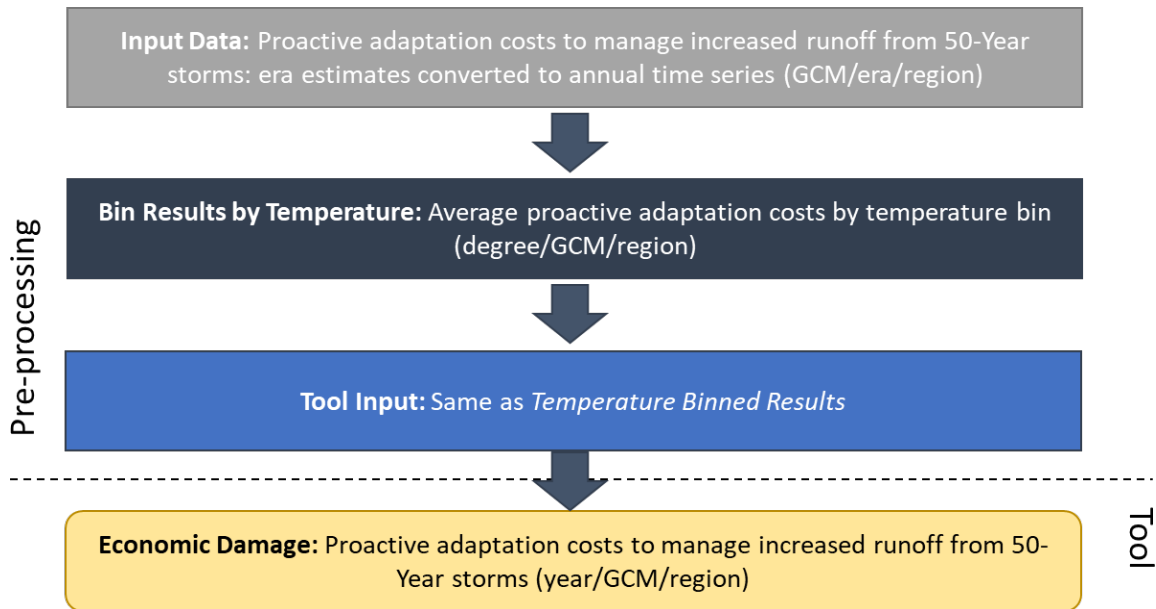 Input Data: Proactive adaptation costs to manage increased runoff from 50-Year
storms: era estimates converted to annual time series (GCM/era/region)
Pre-processing
Bin Results by Temperature: Average proactive adaptation costs by temperature bin
(degree/GCM/region)
Tool Input: Same as Temperature Binned Results
Tool
Economic Damage: Proactive adaptation costs to manage increased runoff from 50-
Year storms (year/GCM/region)